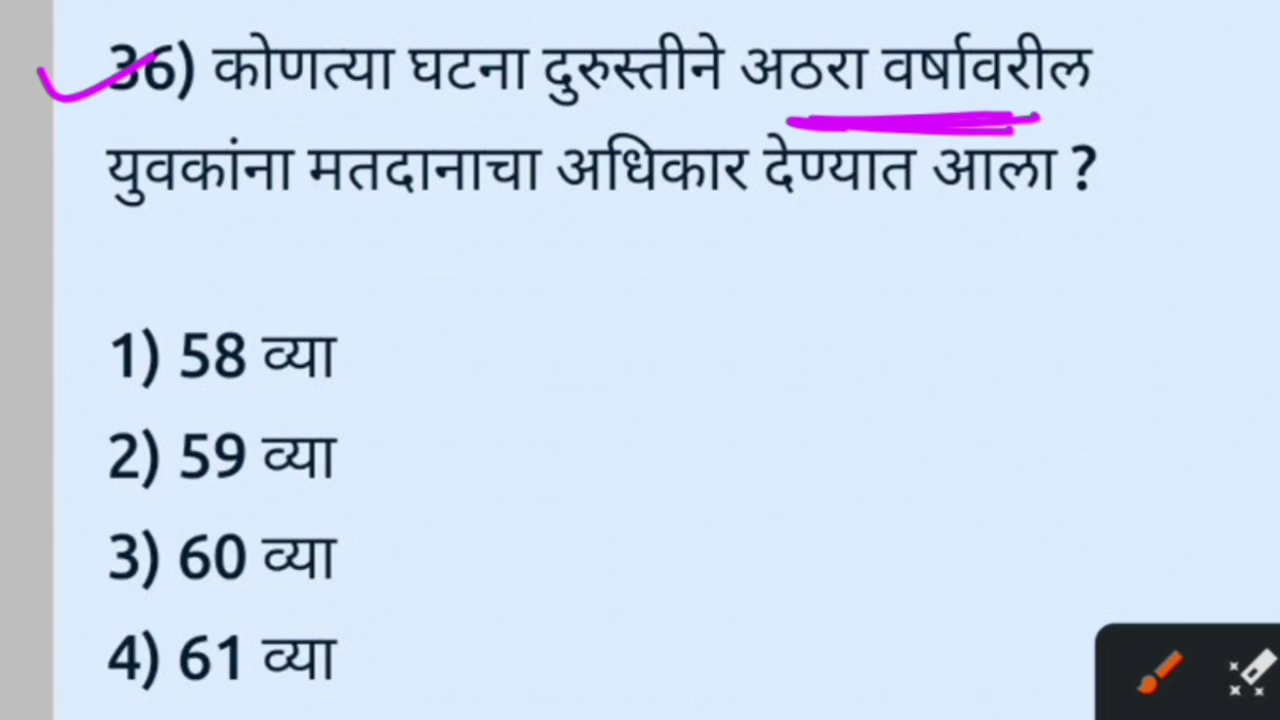 36) कोणत्या घटना दुरुस्तीने अठरा वर्षावरील
युवकांना मतदानाचा अधिकार देण्यात आला ?
1) 58 व्या
2) 59 व्या
3) 60 व्या
4) 61 व्या